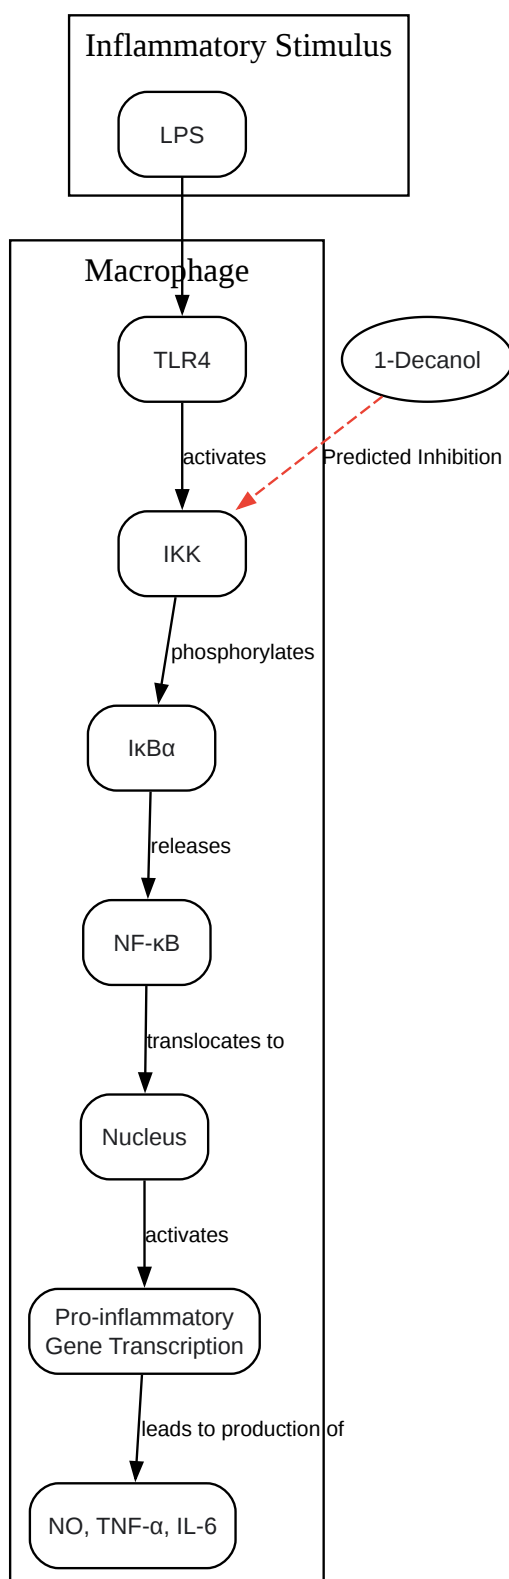 Inflammatory Stimulus
LPS
Macrophage
TLR4
1-Decanol
activates
Predicted Inhibition
IKK
phosphorylates
IκBα
releases
NF-κB
translocates to
Nucleus
activates
Pro-inflammatory
Gene Transcription
leads to production of
NO, TNF-α, IL-6